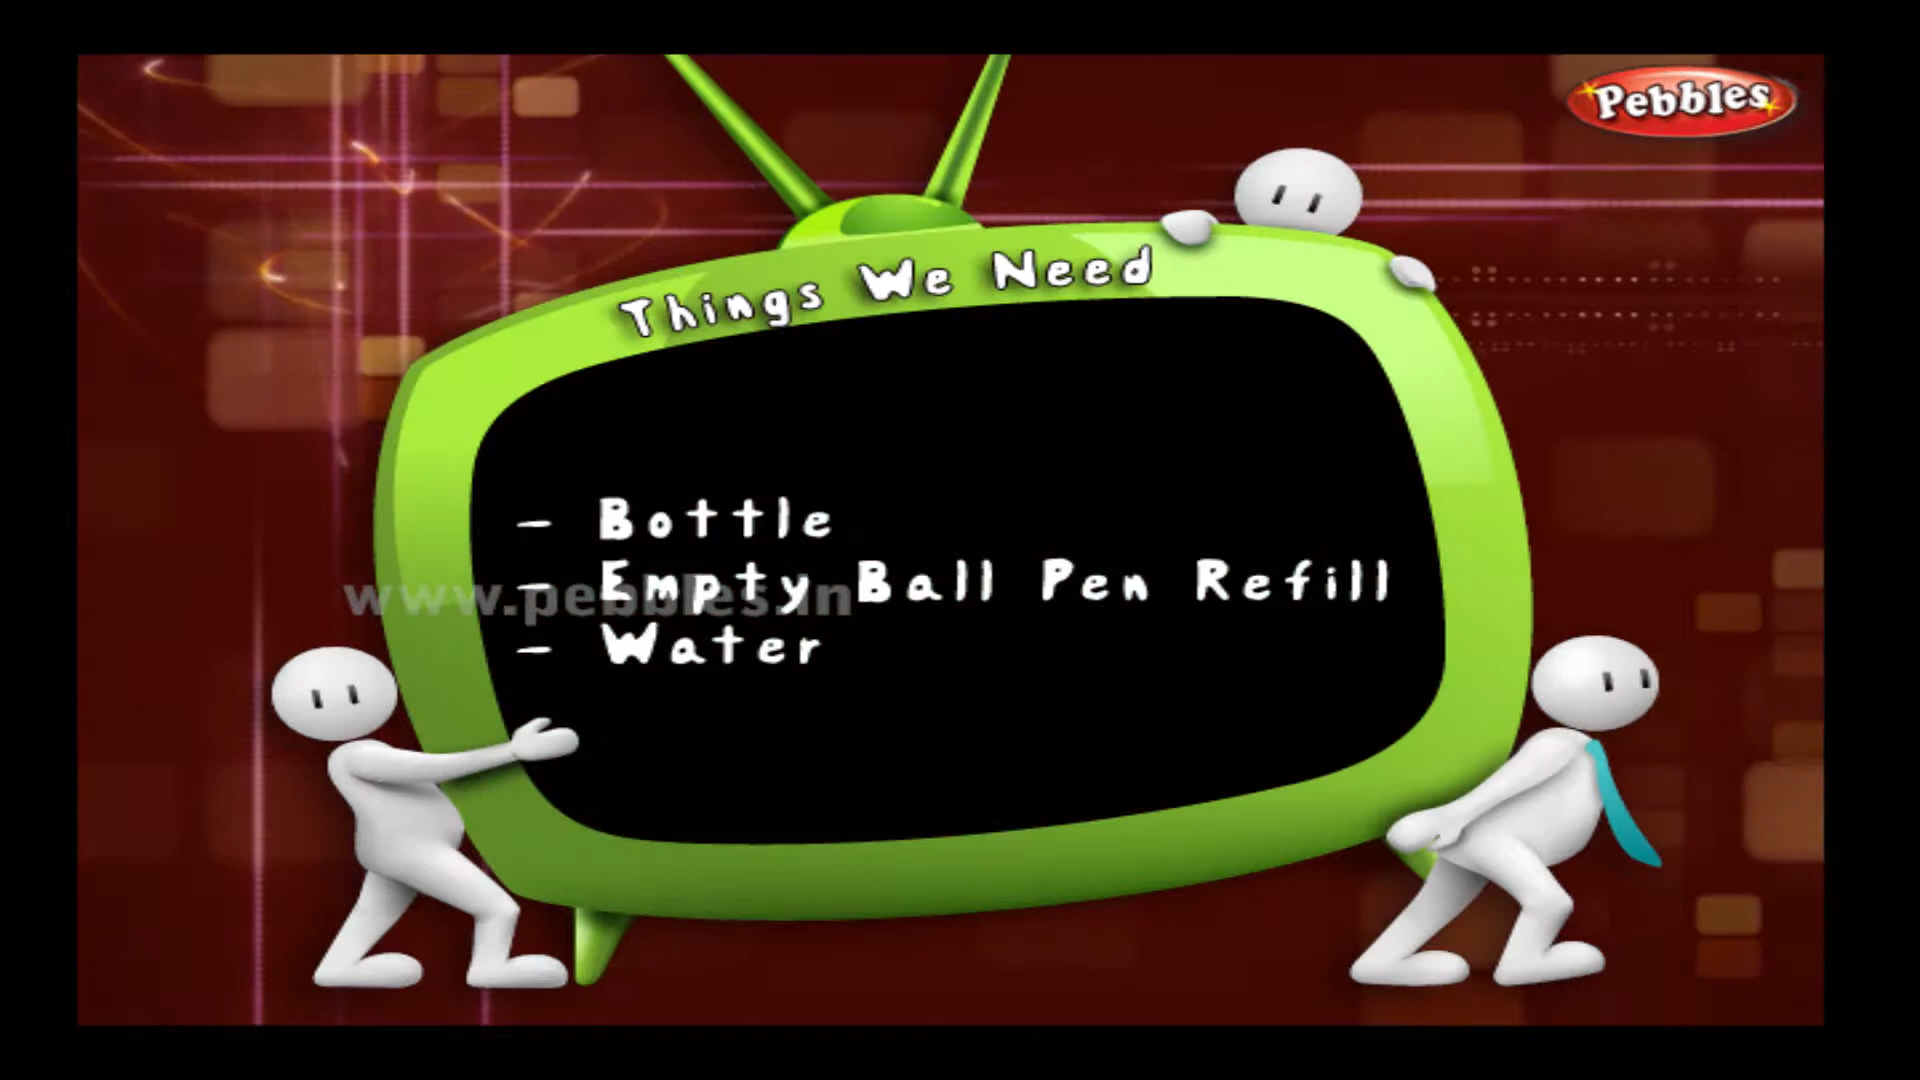 Pebbles
Things We Need
- Bottle
- Empty Ball Pen Refill
www.pebbles.in
- Water